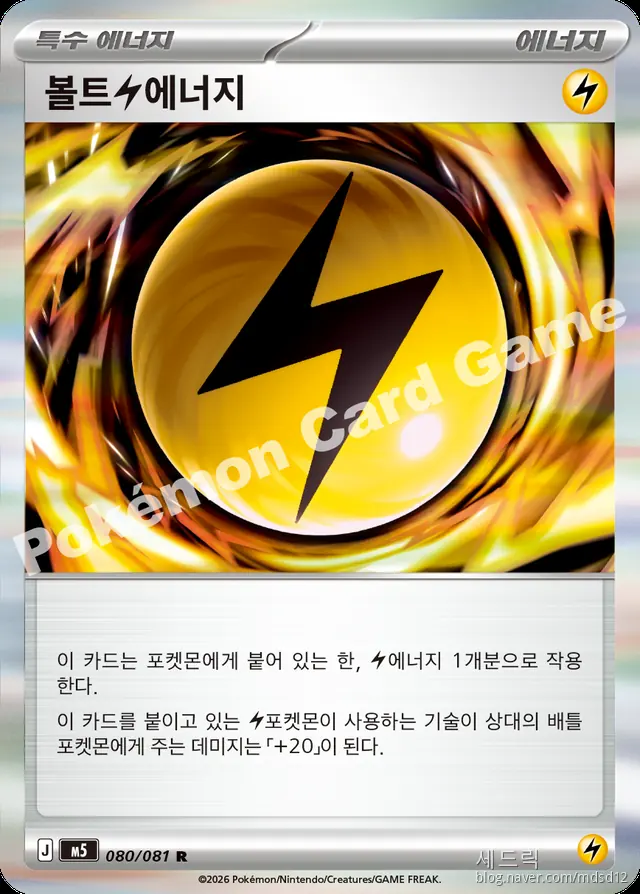 특수 에너지
에너지
볼트⚡에너지
Pokémon Card Game
이 카드는 포켓몬에게 붙어 있는 한, ⚡에너지 1개분으로 작용
한다.
이 카드를 붙이고 있는 ⚡포켓몬이 사용하는 기술이 상대의 배틀
포켓몬에게 주는 데미지는 「+20」이 된다.
J m5 080/081 R
세드릭
©2026 Pokémon/Nintendo/Creatures/GAME FREAK.
blog.naver.com/mdsd12